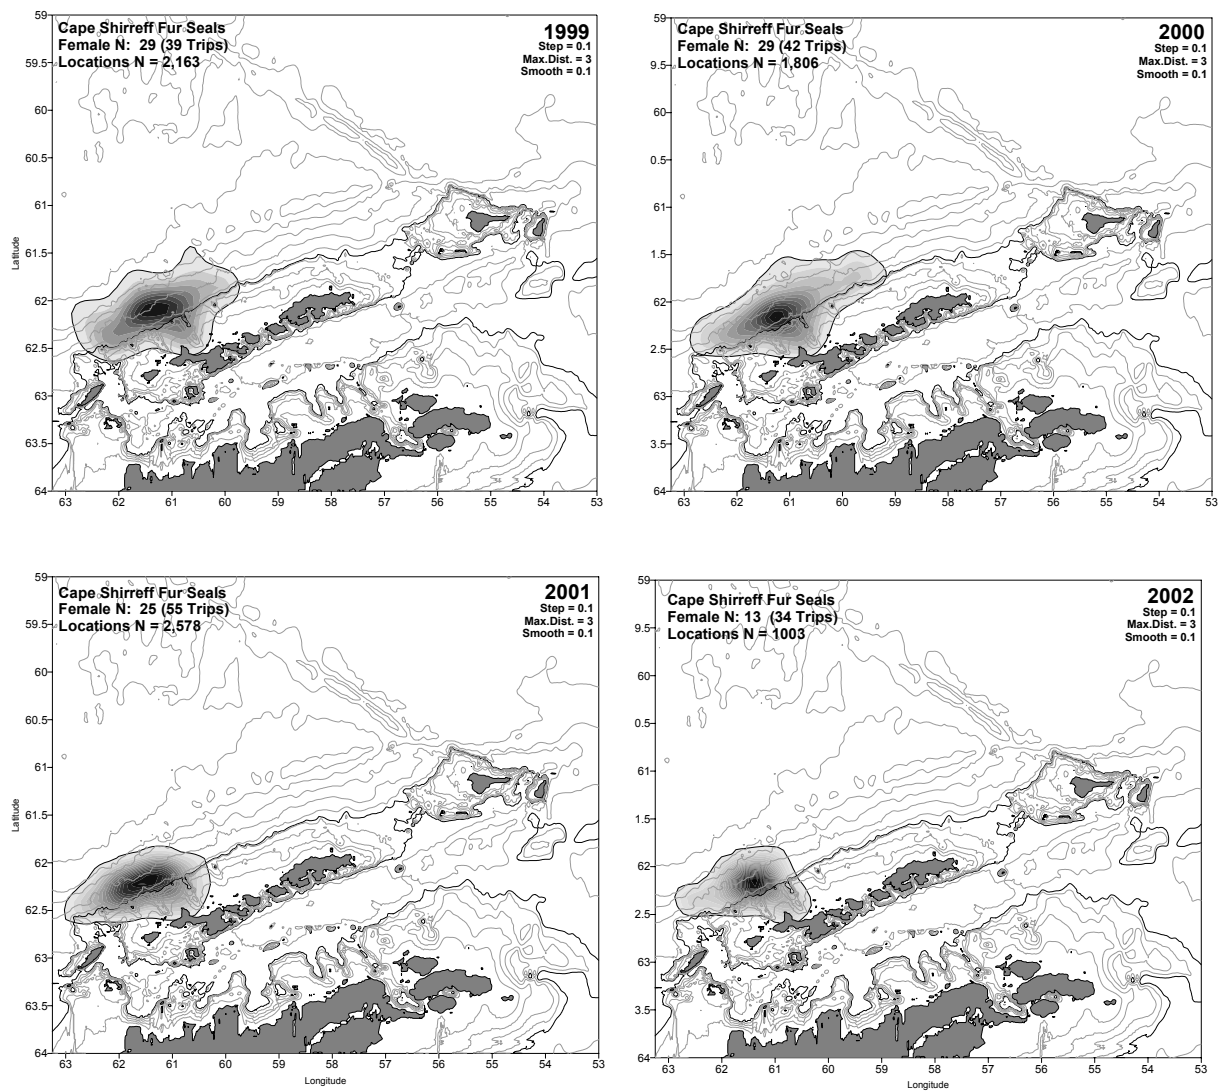 Cape Shirreff Fur Seals
Female N: 29 (39 Trips)
Locations N = 2,163
1999
Step = 0.1
Max.Dist. = 3
Smooth = 0.1
59
59.5
60
60.5
61
61.5
62
62.5
63
63.5
64
Latitude
63 62 61 60 59 58 57 56 55 54 53
Cape Shirreff Fur Seals
Female N: 29 (42 Trips)
Locations N = 1,806
2000
Step = 0.1
Max.Dist. = 3
Smooth = 0.1
59
9.5
60
0.5
61
1.5
62
2.5
63
3.5
64
63 62 61 60 59 58 57 56 55 54 53
Cape Shirreff Fur Seals
Female N: 25 (55 Trips)
Locations N = 2,578
2001
Step = 0.1
Max.Dist. = 3
Smooth = 0.1
59
59.5
60
60.5
61
61.5
62
62.5
63
63.5
64
Latitude
63 62 61 60 59 58 57 56 55 54 53
Longitude
Cape Shirreff Fur Seals
Female N: 13 (34 Trips)
Locations N = 1003
2002
Step = 0.1
Max.Dist. = 3
Smooth = 0.1
59
9.5
60
0.5
61
1.5
62
2.5
63
3.5
64
63 62 61 60 59 58 57 56 55 54 53
Longitude